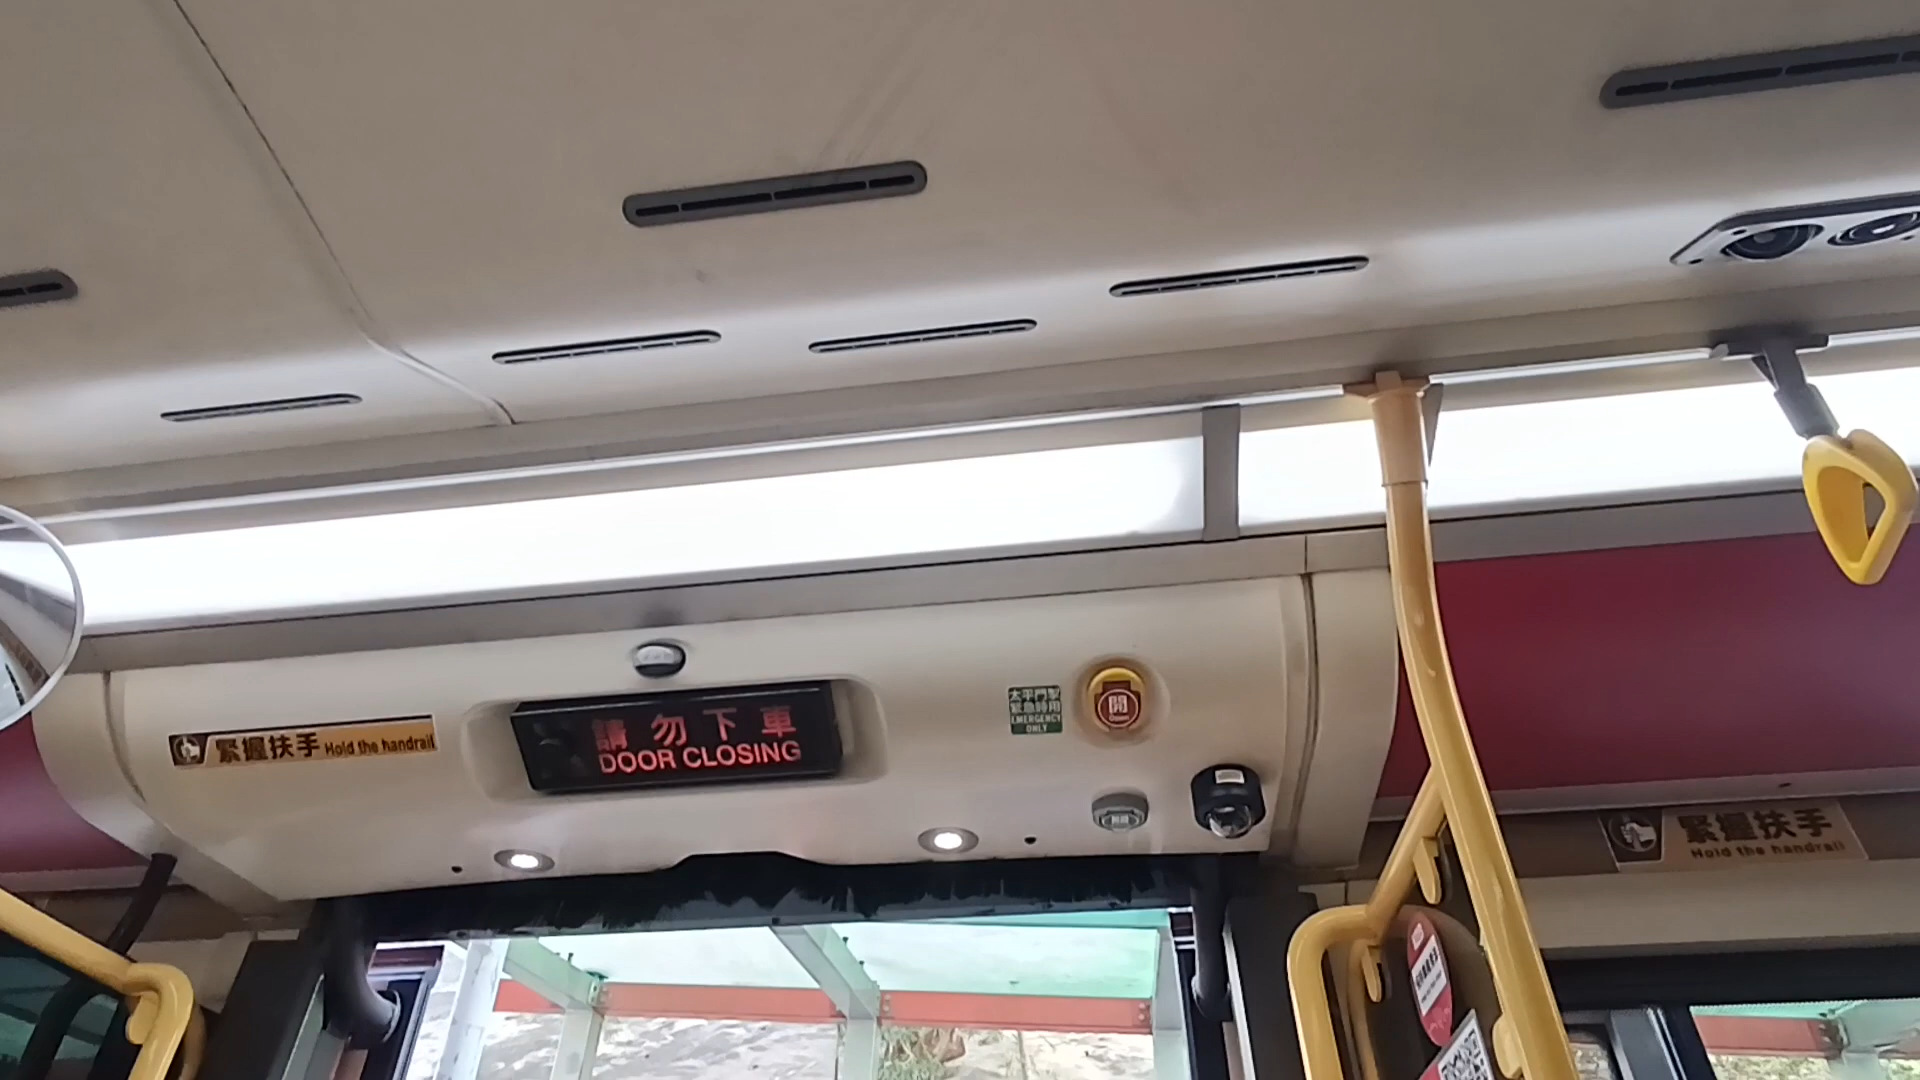 緊握扶手 Hold the handrail
請勿下車
DOOR CLOSING
太平門掣
緊急時用
EMERGENCY
ONLY
開
Open
緊握扶手
Hold the handrail